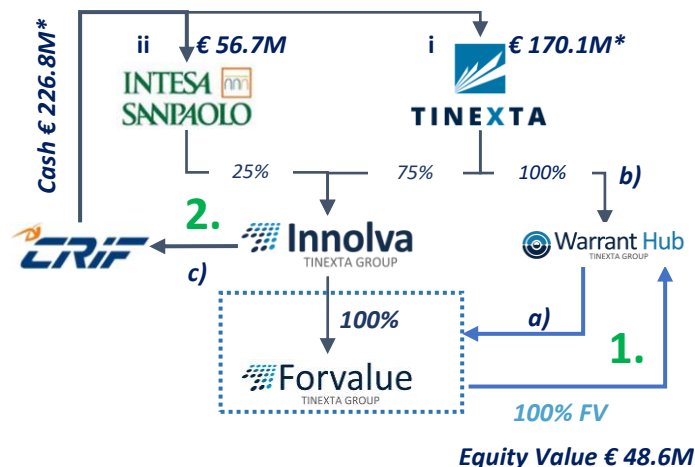 ii
€ 56.7M
i
€ 170.1M*
Cash € 226.8M*
INTESA
SANPAOLO
TINEXTA
25%
75%
100%
b)
2.
CRIF
Innolva
TINEXTA GROUP
Warrant Hub
TINEXTA GROUP
c)
100%
a)
1.
Forvalue
TINEXTA GROUP
100% FV
Equity Value € 48.6M